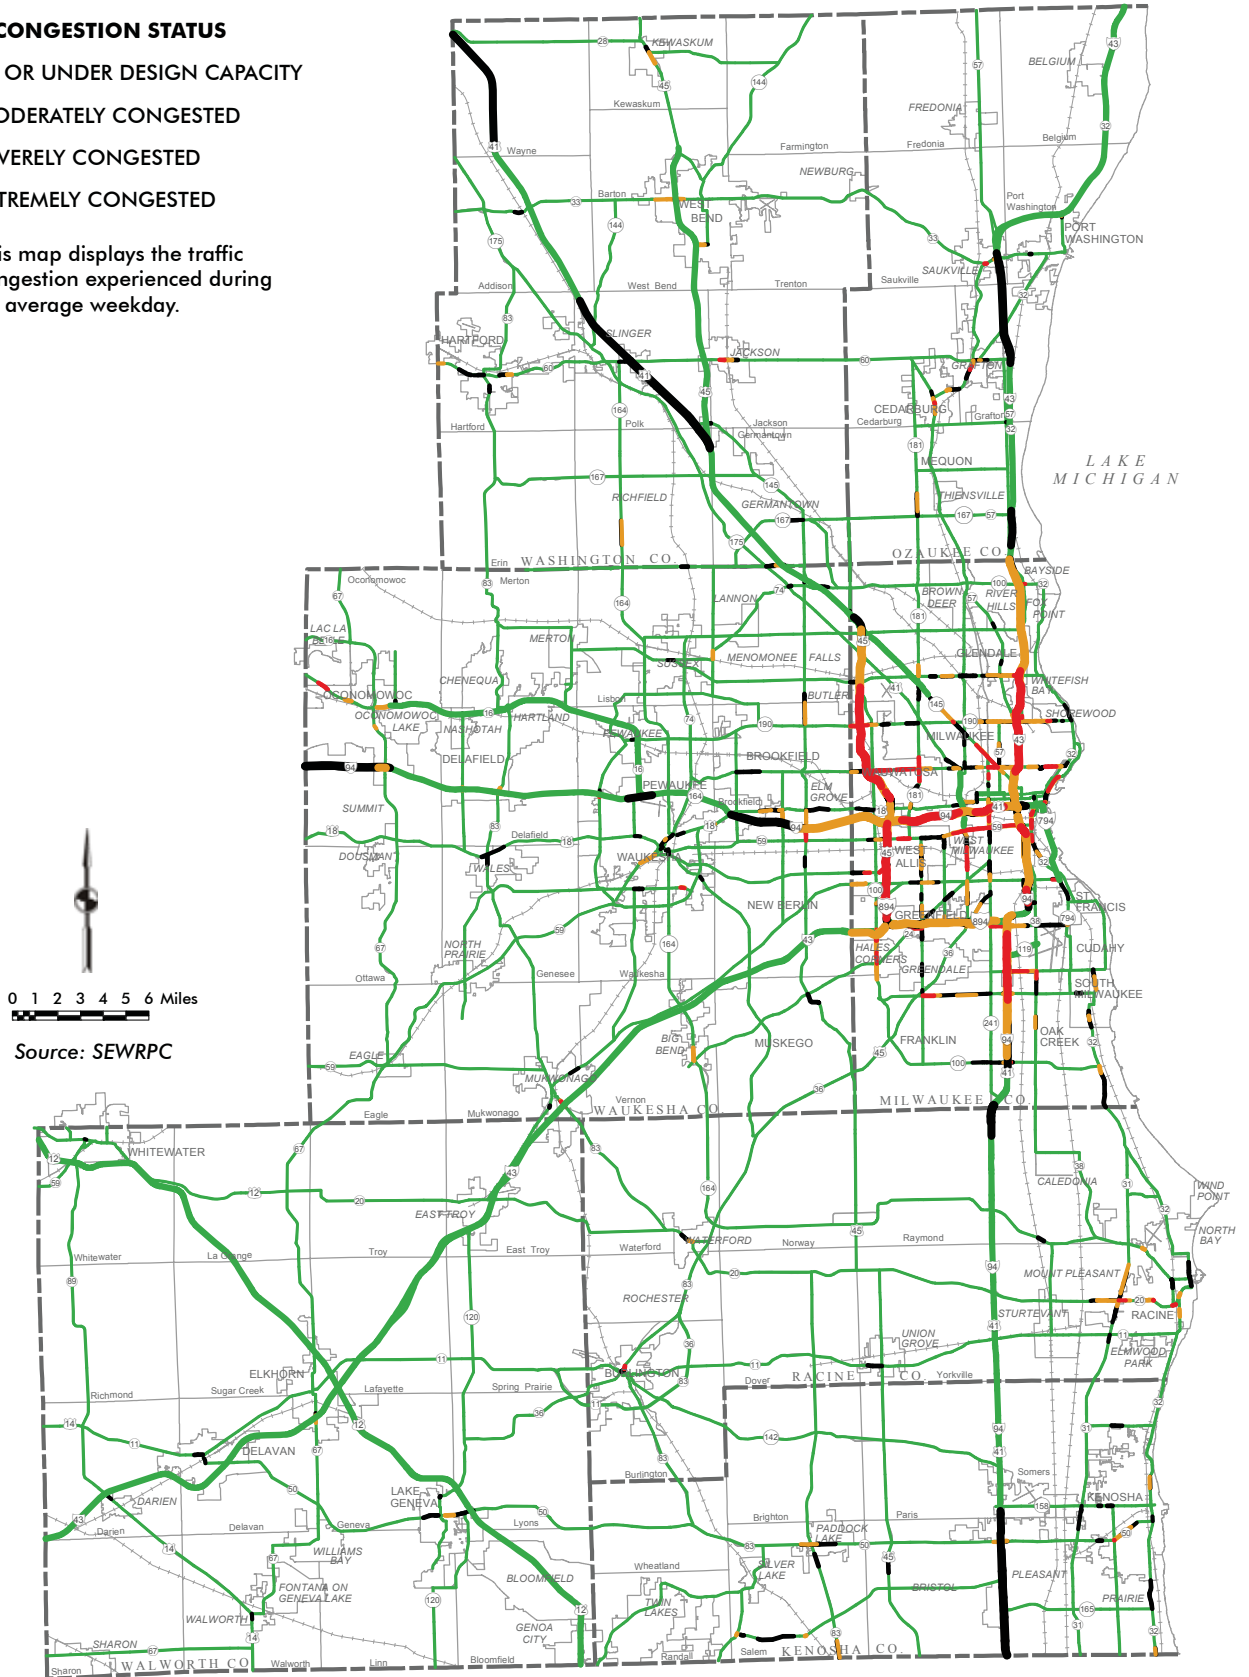 CONGESTION STATUS
OR UNDER DESIGN CAPACITY
ODERATELY CONGESTED
VERELY CONGESTED
TREMELY CONGESTED
is map displays the traffic
ngestion experienced during
average weekday.
0 1 2 3 4 5 6 Miles
Source: SEWRPC
LAKE
MICHIGAN
KEWASKUM
Kewaskum
BELGIUM
Belgium
FREDONIA
Fredonia
Wayne
Farmington
NEWBURG
Barton
WEST
BEND
Port
Washington
PORT
WASHINGTON
SAUKVILLE
Saukville
Addison
West Bend
Trenton
HARTFORD
SLINGER
JACKSON
GRAFTON
CEDARBURG
Grafton
Hartford
Polk
Jackson
Germantown
Cedarburg
MEQUON
RICHFIELD
GERMANTOWN
THIENSVILLE
Erin
WASHINGTON CO.
OZAUKEE CO.
Oconomowoc
Merton
LANNON
BROWN
DEER
RIVER
HILLS
BAYSIDE
FOX
POINT
LAC LA
BELLE
MERTON
SUSSEX
MENOMONEE FALLS
GLENDALE
CHENEQUA
OCONOMOWOC
OCONOMOWOC
LAKE
NASHOTAH
HARTLAND
Lisbon
BUTLER
WHITEFISH
BAY
SHOREWOOD
PEWAUKEE
MILWAUKEE
DELAFIELD
BROOKFIELD
WAUWATOSA
PEWAUKEE
ELM
GROVE
Brookfield
SUMMIT
Delafield
DOUSMAN
WALES
WAUKESHA
WEST
ALLIS
WEST
MILWAUKEE
NEW BERLIN
GREENFIELD
ST.
FRANCIS
NORTH
PRAIRIE
HALES
CORNERS
GREENDALE
CUDAHY
Ottawa
Genesee
Waukesha
SOUTH
MILWAUKEE
EAGLE
BIG
BEND
MUSKEGO
FRANKLIN
OAK
CREEK
MUKWONAGO
Eagle
Mukwonago
Vernon
WAUKESHA CO.
MILWAUKEE CO.
WHITEWATER
CALEDONIA
WIND
POINT
NORTH
BAY
EAST TROY
Whitewater
La Grange
Troy
East Troy
Waterford
WATERFORD
Norway
Raymond
MOUNT PLEASANT
ROCHESTER
STURTEVANT
RACINE
UNION
GROVE
ELMWOOD
PARK
ELKHORN
BURLINGTON
Dover
RACINE CO.
Yorkville
Richmond
Sugar Creek
Lafayette
Spring Prairie
DELAVAN
Burlington
Somers
DARIEN
LAKE
GENEVA
KENOSHA
Darien
Delavan
Geneva
Lyons
Brighton
Paris
PADDOCK
LAKE
WILLIAMS
BAY
Wheatland
SILVER
LAKE
BLOOMFIELD
FONTANA ON
GENEVA LAKE
TWIN
LAKES
BRISTOL
PLEASANT
PRAIRIE
WALWORTH
GENOA
CITY
SHARON
Sharon
WALWORTH CO.
Walworth
Linn
Bloomfield
Randall
Salem
KENOSHA CO.